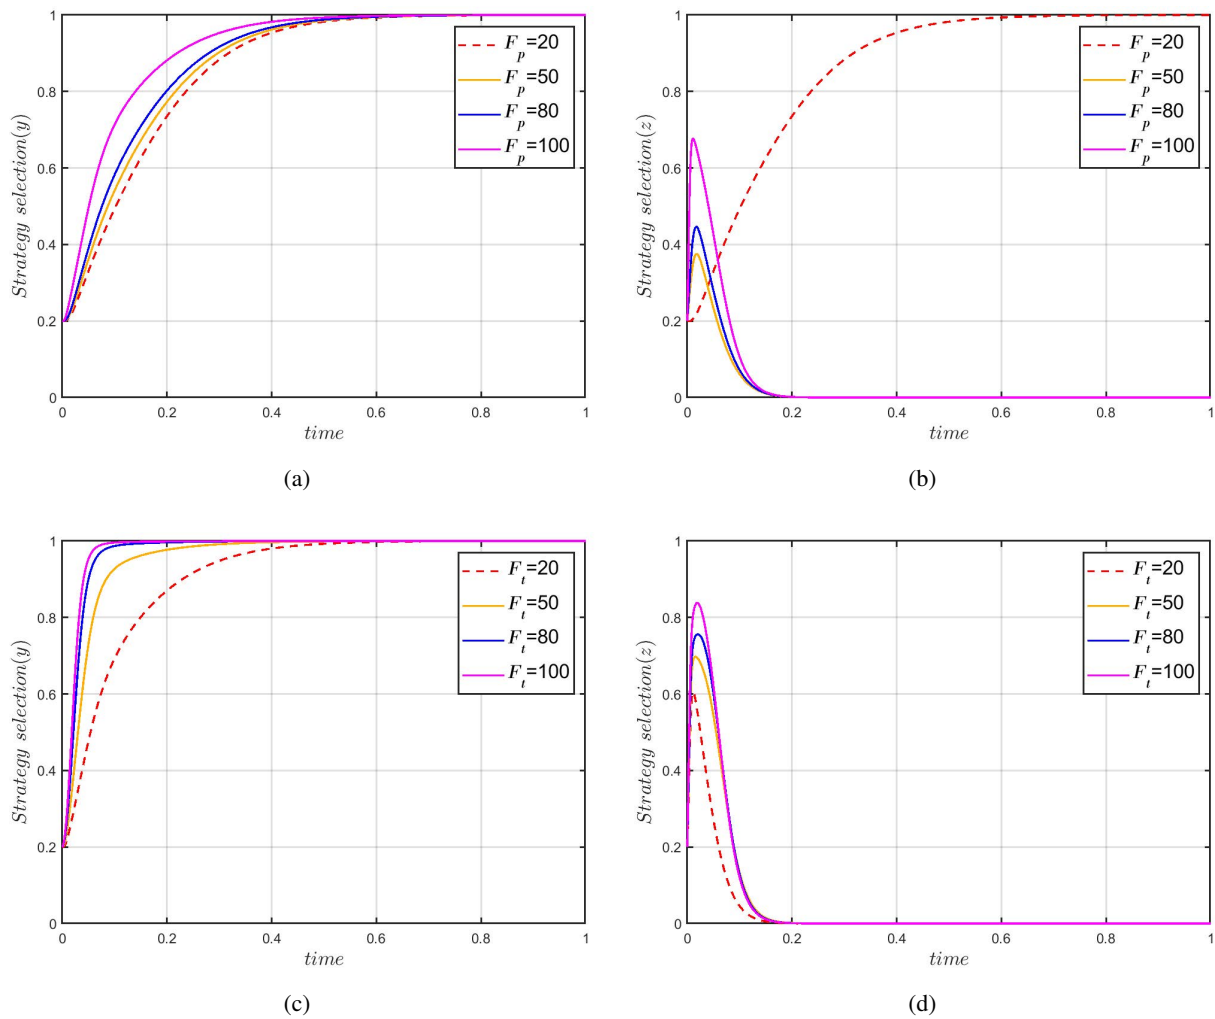 1
0.8
0.6
0.4
0.2
0
0 0.2 0.4 0.6 0.8 1
Strategy selection(y)
time
F_p=20
F_p=50
F_p=80
F_p=100
(a)
1
0.8
0.6
0.4
0.2
0
0 0.2 0.4 0.6 0.8 1
Strategy selection(z)
time
F_p=20
F_p=50
F_p=80
F_p=100
(b)
1
0.8
0.6
0.4
0.2
0
0 0.2 0.4 0.6 0.8 1
Strategy selection(y)
time
F_t=20
F_t=50
F_t=80
F_t=100
(c)
1
0.8
0.6
0.4
0.2
0
0 0.2 0.4 0.6 0.8 1
Strategy selection(z)
time
F_t=20
F_t=50
F_t=80
F_t=100
(d)